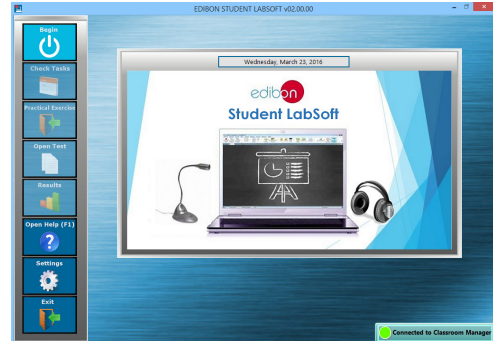 EDIBON STUDENT LABSOFT v02.00.00
Begin
Check Tasks
Practical Exercise
Open Text
Results
Open Help (F1)
?
Settings
Exit
Wednesday, March 23, 2016
edibon
Student LabSoft
Connected to Classroom Manager